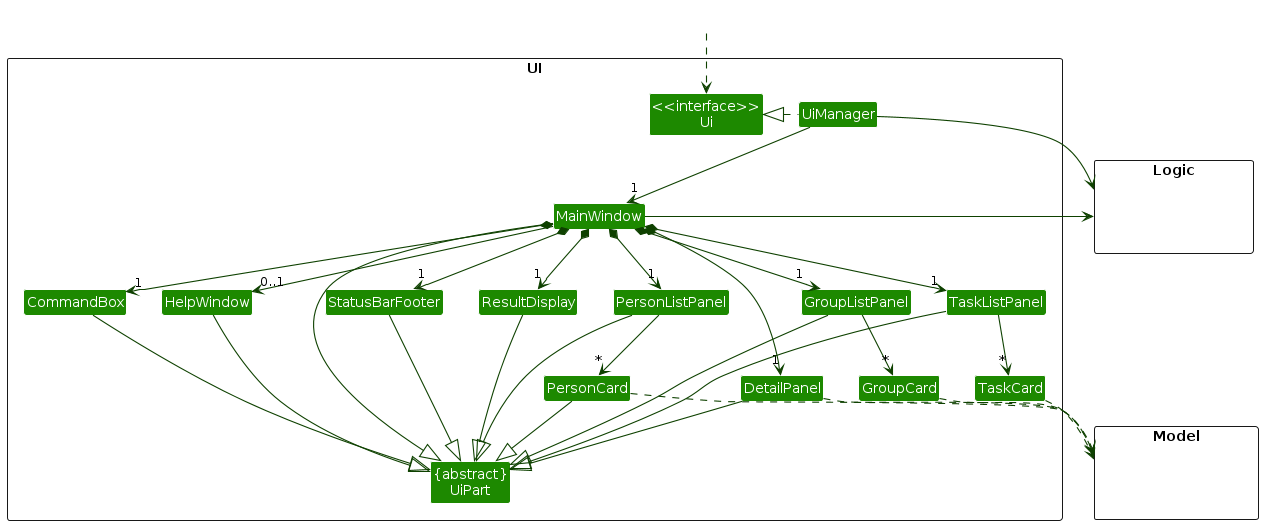 UI
<<interface>>
Ui
UiManager
Logic
1
MainWindow
1
0..1
1
1
1
1
1
CommandBox
HelpWindow
StatusBarFooter
ResultDisplay
PersonListPanel
GroupListPanel
TaskListPanel
*
1
*
*
PersonCard
DetailPanel
GroupCard
TaskCard
Model
{abstract}
UiPart